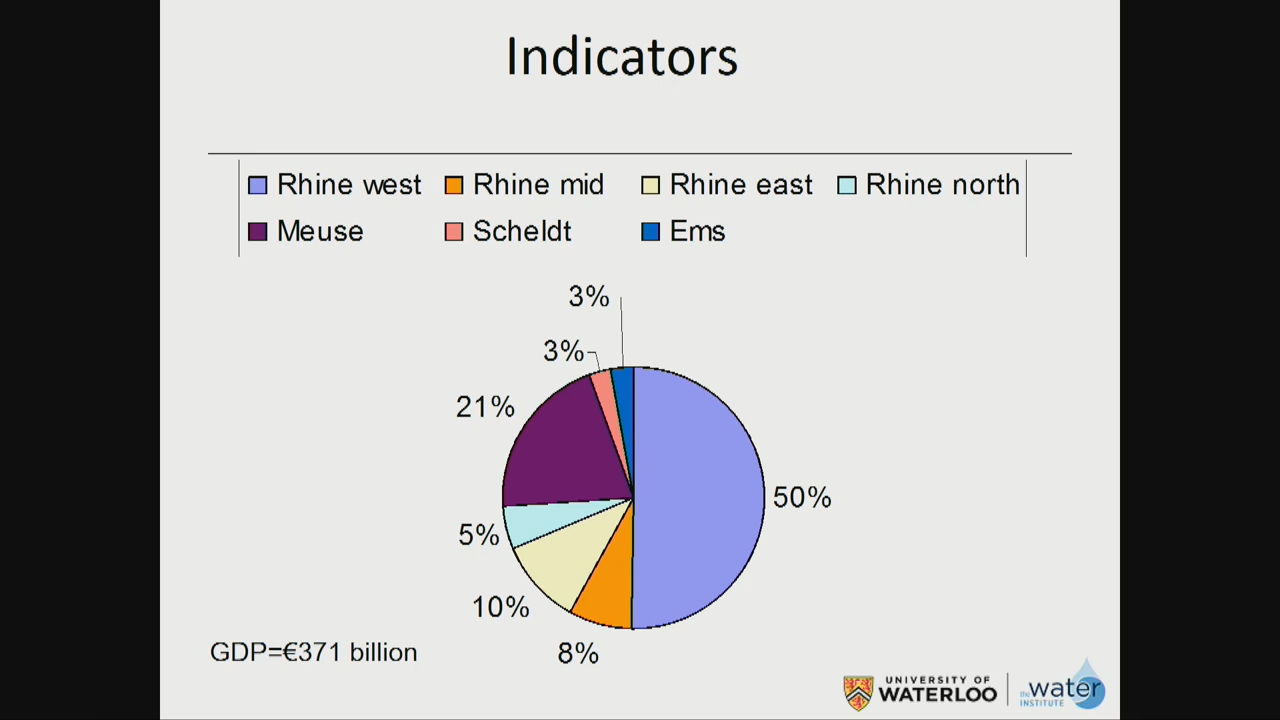 Indicators
Rhine west Rhine mid Rhine east Rhine north
Meuse Scheldt Ems
3%
3%
21%
50%
5%
10%
GDP=€371 billion
8%
UNIVERSITY OF
WATERLOO
the water
INSTITUTE